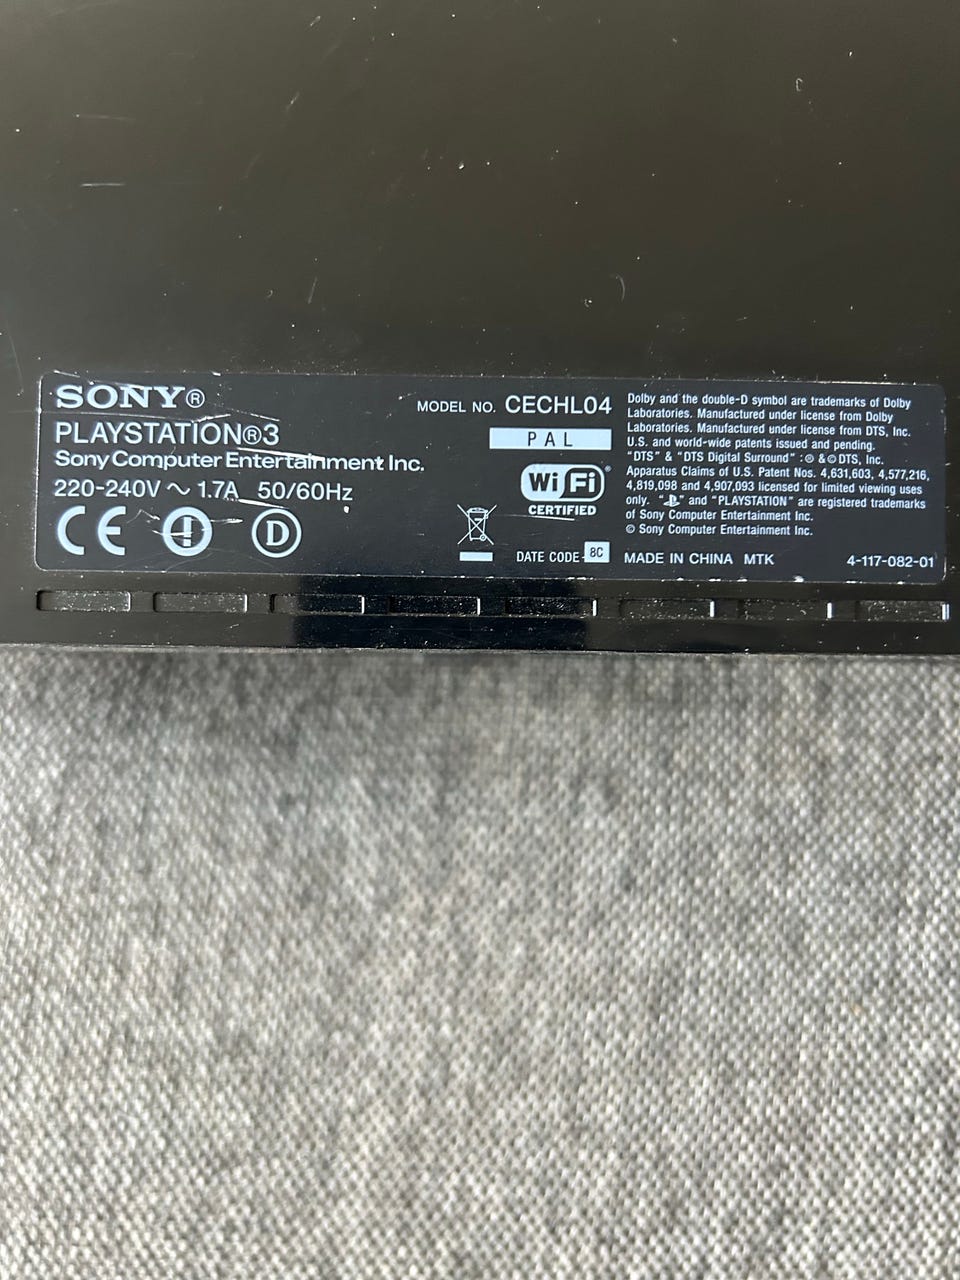 SONY®
PLAYSTATION®3
Sony Computer Entertainment Inc.
220-240V ~ 1.7A 50/60Hz
CE D
MODEL NO. CECHL04
PAL
Wi Fi®
CERTIFIED
DATE CODE 8C
Dolby and the double-D symbol are trademarks of Dolby
Laboratories. Manufactured under license from Dolby
Laboratories. Manufactured under license from DTS, Inc.
U.S. and world-wide patents issued and pending.
"DTS" & "DTS Digital Surround" :® &©DTS, Inc.
Apparatus Claims of U.S. Patent Nos. 4,631,603, 4,577,216,
4,819,098 and 4,907,093 licensed for limited viewing uses
only. "PS" and "PLAYSTATION" are registered trademarks
of Sony Computer Entertainment Inc.
© Sony Computer Entertainment Inc.
MADE IN CHINA MTK 4-117-082-01